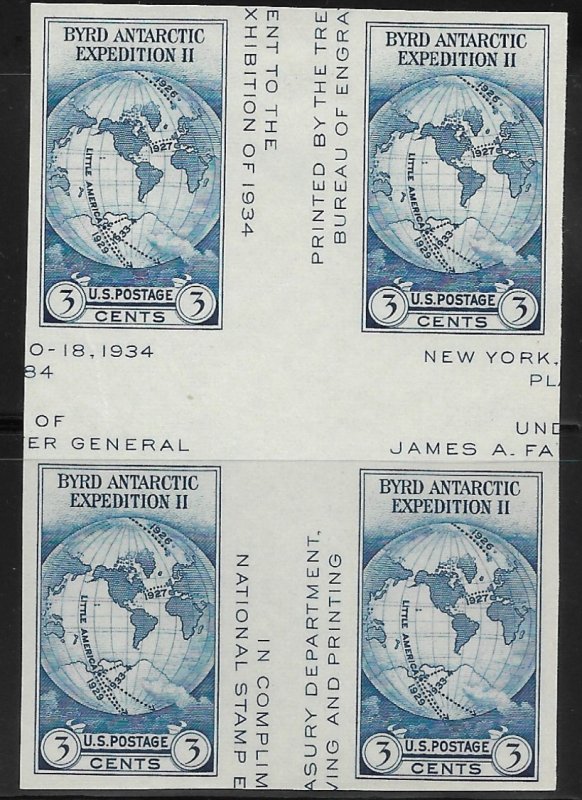 BYRD ANTARCTIC
EXPEDITION II
1926
1927
LITTLE AMERICA
1933-
1929
3 U.S. POSTAGE 3
CENTS
ENT TO THE
XHIBITION OF 1934
PRINTED BY THE TRE
BUREAU OF ENGRA
BYRD ANTARCTIC
EXPEDITION II
1926
1927
LITTLE AMERICA
1933-
1929
3 U.S. POSTAGE 3
CENTS
0-18, 1934
84
NEW YORK,
PLA
OF
ER GENERAL
UND
JAMES A. FA
BYRD ANTARCTIC
EXPEDITION II
1926
1927
LITTLE AMERICA
1933-
1929
3 U.S. POSTAGE 3
CENTS
NATIONAL STAMP E
IN COMPLIM
ASURY DEPARTMENT,
VING AND PRINTING
BYRD ANTARCTIC
EXPEDITION II
1926
1927
LITTLE AMERICA
1933-
1929
3 U.S. POSTAGE 3
CENTS